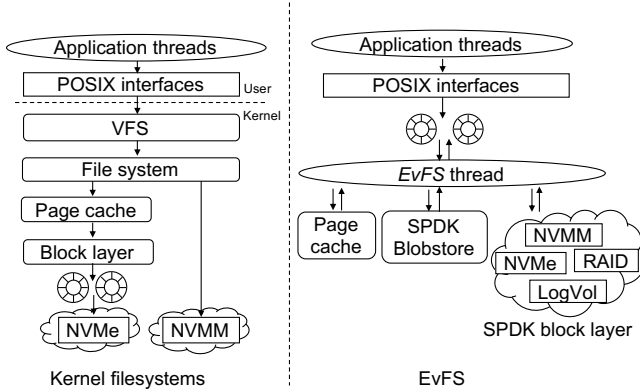 Application threads
POSIX interfaces
User
Kernel
VFS
File system
Page cache
Block layer
NVMe
NVMM
Kernel filesystems
Application threads
POSIX interfaces
EvFS thread
Page
cache
SPDK
Blobstore
NVMM
NVMe
RAID
LogVol
SPDK block layer
EvFS